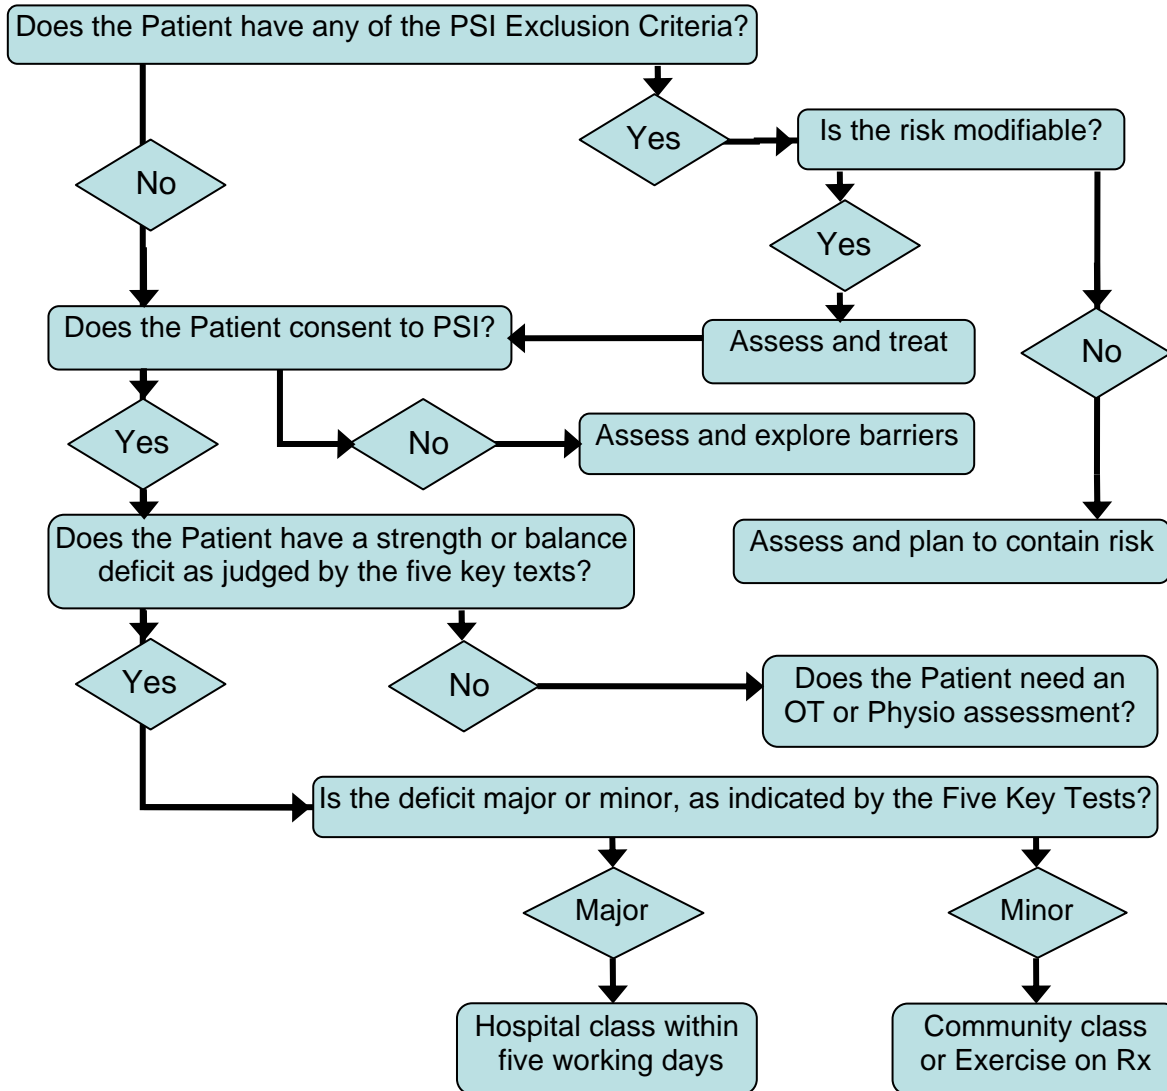 Does the Patient have any of the PSI Exclusion Criteria?
Yes
Is the risk modifiable?
No
Yes
Does the Patient consent to PSI?
Assess and treat
No
Yes
No
Assess and explore barriers
Does the Patient have a strength or balance
deficit as judged by the five key texts?
Assess and plan to contain risk
Yes
No
Does the Patient need an
OT or Physio assessment?
Is the deficit major or minor, as indicated by the Five Key Tests?
Major
Minor
Hospital class within
five working days
Community class
or Exercise on Rx